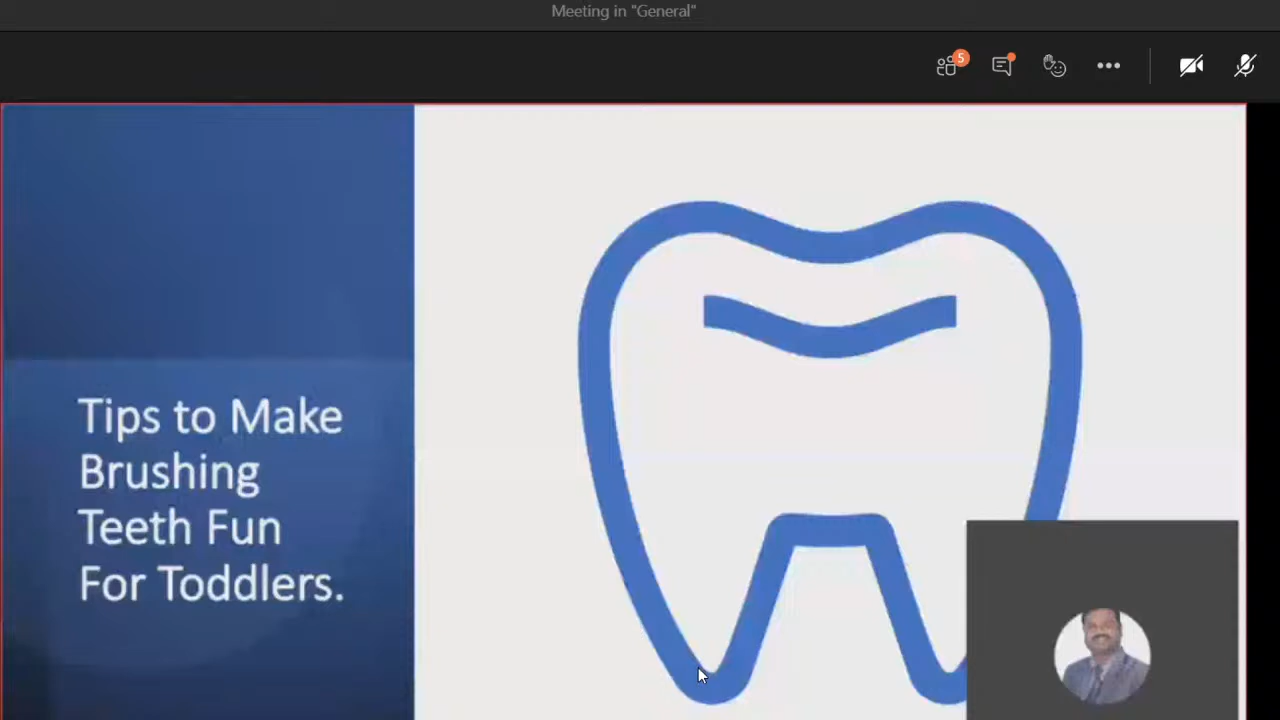 Meeting in "General"
5
Tips to Make
Brushing
Teeth Fun
For Toddlers.